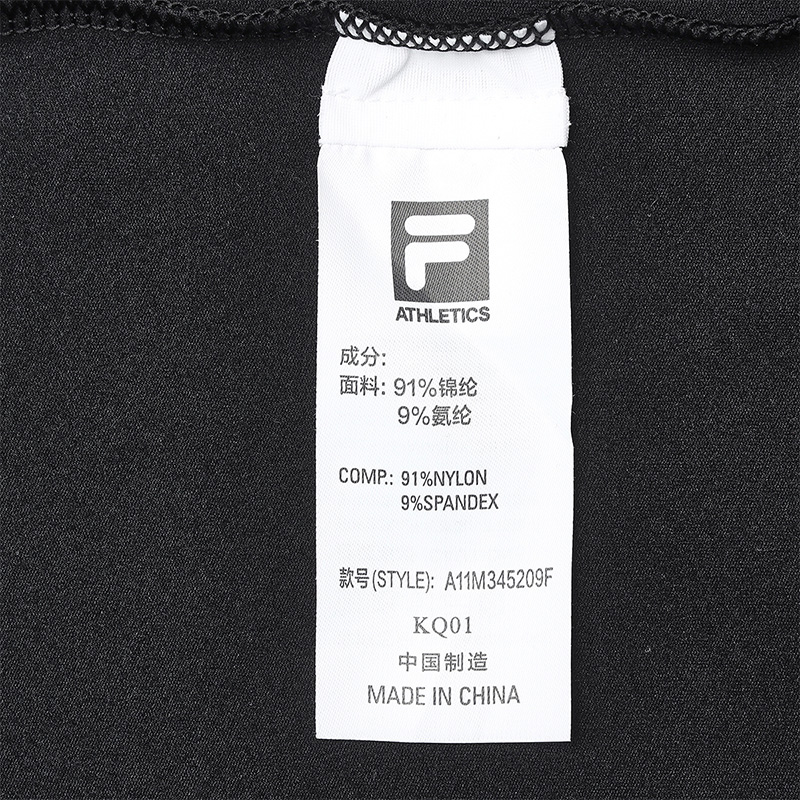 F
ATHLETICS
成分:
面料: 91%锦纶
9%氨纶
COMP.: 91%NYLON
9%SPANDEX
款号(STYLE): A11M345209F
KQ01
中国制造
MADE IN CHINA